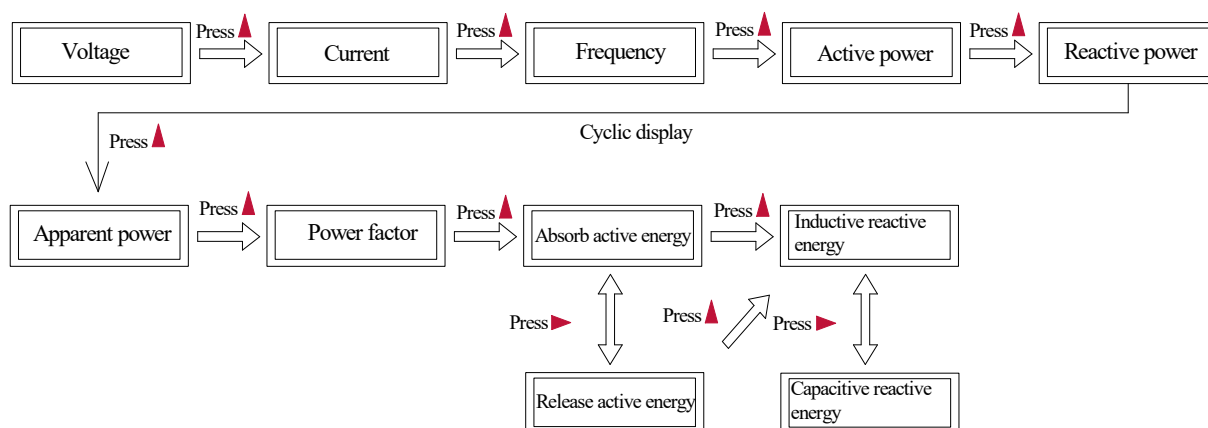 Press
Press
Press
Press
Voltage
Current
Frequency
Active power
Reactive power
Cyclic display
Press
Press
Press
Press
Apparent power
Power factor
Absorb active energy
Inductive reactive
energy
Press
Press
Press
Release active energy
Capacitive reactive
energy